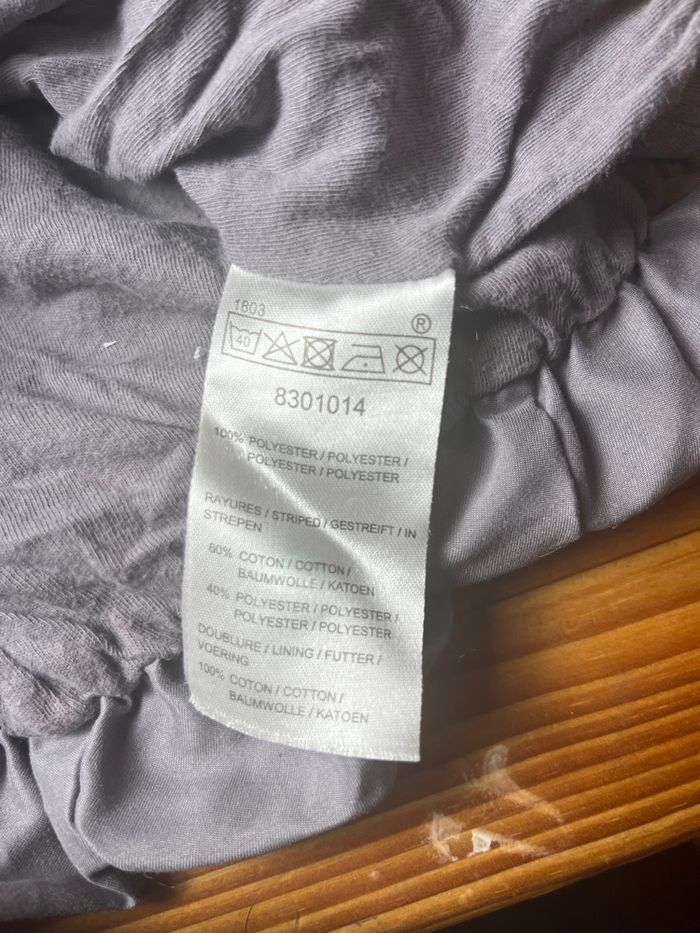 1803
®
40
8301014
100% POLYESTER / POLYESTER /
POLYESTER / POLYESTER
RAYURES / STRIPED / GESTREIFT / IN
STREPEN
60% COTON / COTTON /
BAUMWOLLE / KATOEN
40% POLYESTER / POLYESTER /
POLYESTER / POLYESTER
DOUBLURE / LINING / FUTTER /
VOERING
100% COTON / COTTON /
BAUMWOLLE / KATOEN